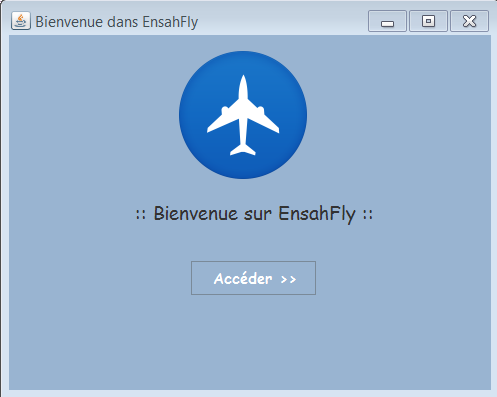 Bienvenue dans EnsahFly
:: Bienvenue sur EnsahFly ::
Accéder >>